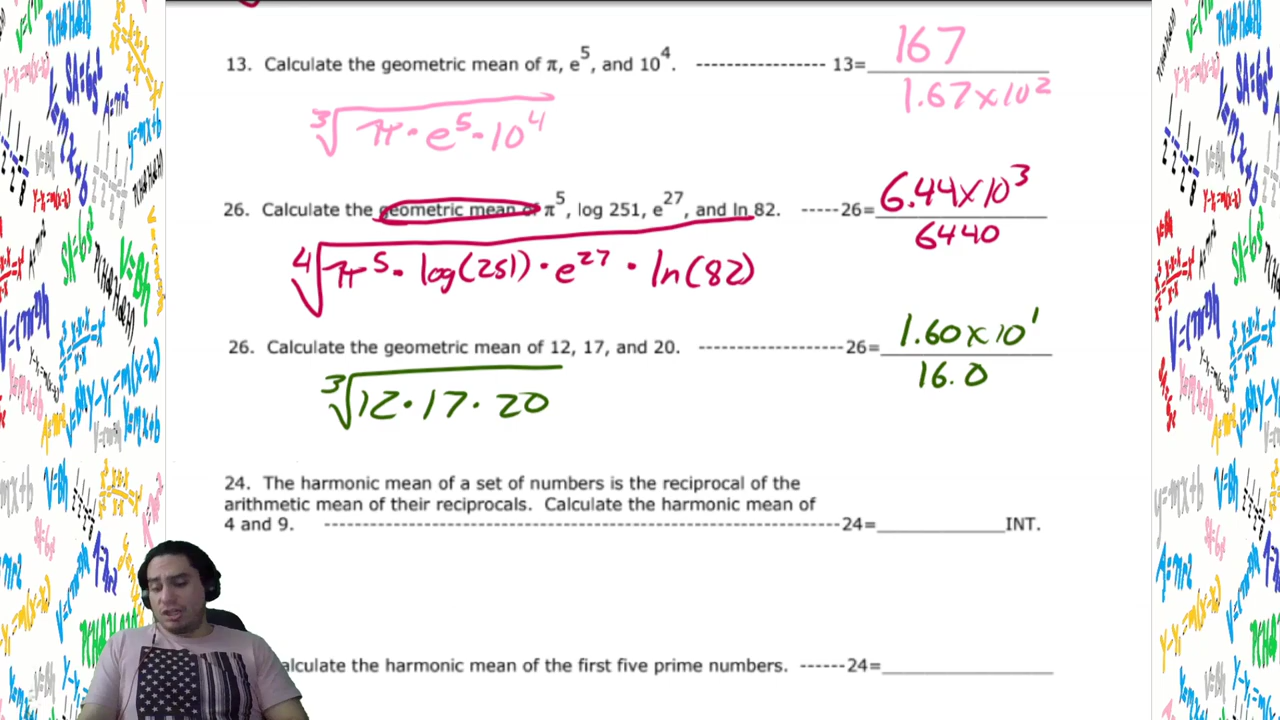 13. Calculate the geometric mean of π, e⁵, and 10⁴. ----------------- 13=
167
1.67×10²
³√π·e⁵·10⁴
26. Calculate the geometric mean of π⁵, log 251, e²⁷, and ln 82. -----26=
6.44×10³
6440
⁴√π⁵·log(251)·e²⁷·ln(82)
26. Calculate the geometric mean of 12, 17, and 20. -------------------26=
1.60×10¹
16.0
³√12·17·20
24. The harmonic mean of a set of numbers is the reciprocal of the
arithmetic mean of their reciprocals. Calculate the harmonic mean of
4 and 9. ------------------------------------------------------------------24=____________INT.
alculate the harmonic mean of the first five prime numbers. ------24=